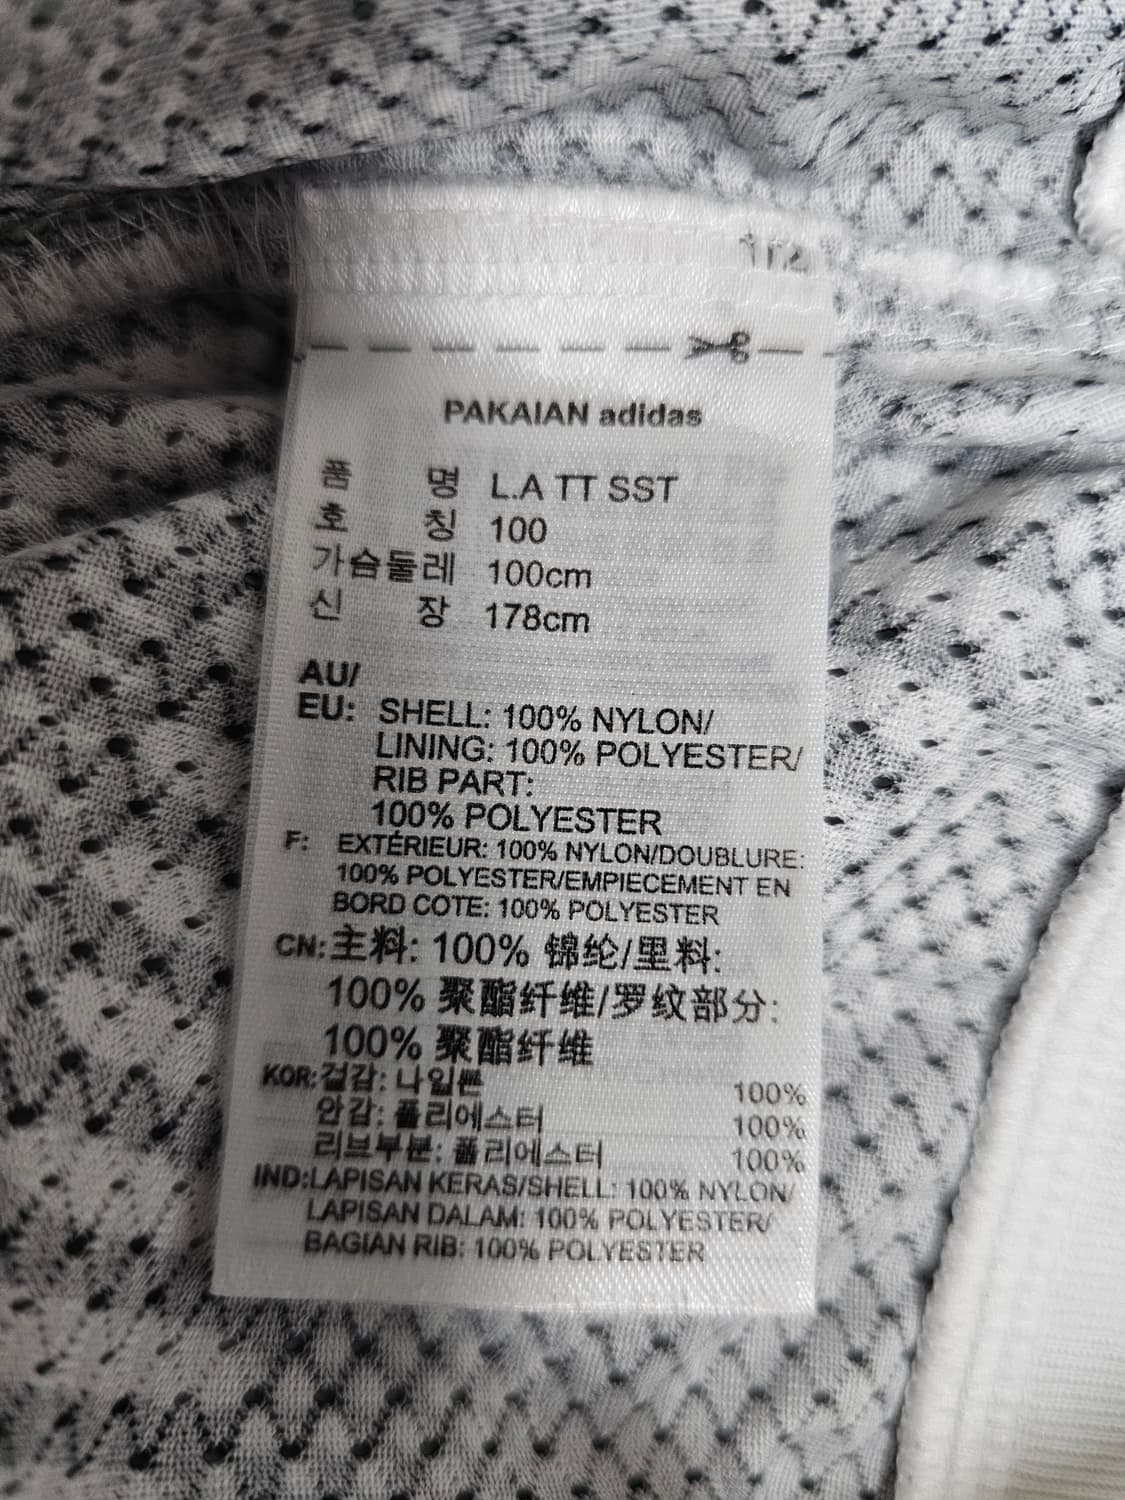 PAKAIAN adidas
품 명 L.A TT SST
호 칭 100
가슴둘레 100cm
신 장 178cm
AU/
EU: SHELL: 100% NYLON/
LINING: 100% POLYESTER/
RIB PART:
100% POLYESTER
F: EXTÉRIEUR: 100% NYLON/DOUBLURE:
100% POLYESTER/EMPIECEMENT EN
BORD COTE: 100% POLYESTER
CN:主料: 100% 锦纶/里料:
100% 聚酯纤维/罗纹部分:
100% 聚酯纤维
KOR:겉감: 나일론 100%
안감: 폴리에스터 100%
리브부분: 폴리에스터 100%
IND:LAPISAN KERAS/SHELL: 100% NYLON/
LAPISAN DALAM: 100% POLYESTER/
BAGIAN RIB: 100% POLYESTER